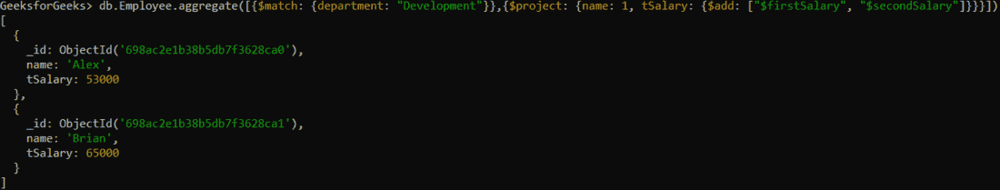 GeeksforGeeks> db.Employee.aggregate([{$match: {department: "Development"}},{$project: {name: 1, tSalary: {$add: ["$firstSalary", "$secondSalary"]}}}])
[
  {
    _id: ObjectId('698ac2e1b38b5db7f3628ca0'),
    name: 'Alex',
    tSalary: 53000
  },
  {
    _id: ObjectId('698ac2e1b38b5db7f3628ca1'),
    name: 'Brian',
    tSalary: 65000
  }
]